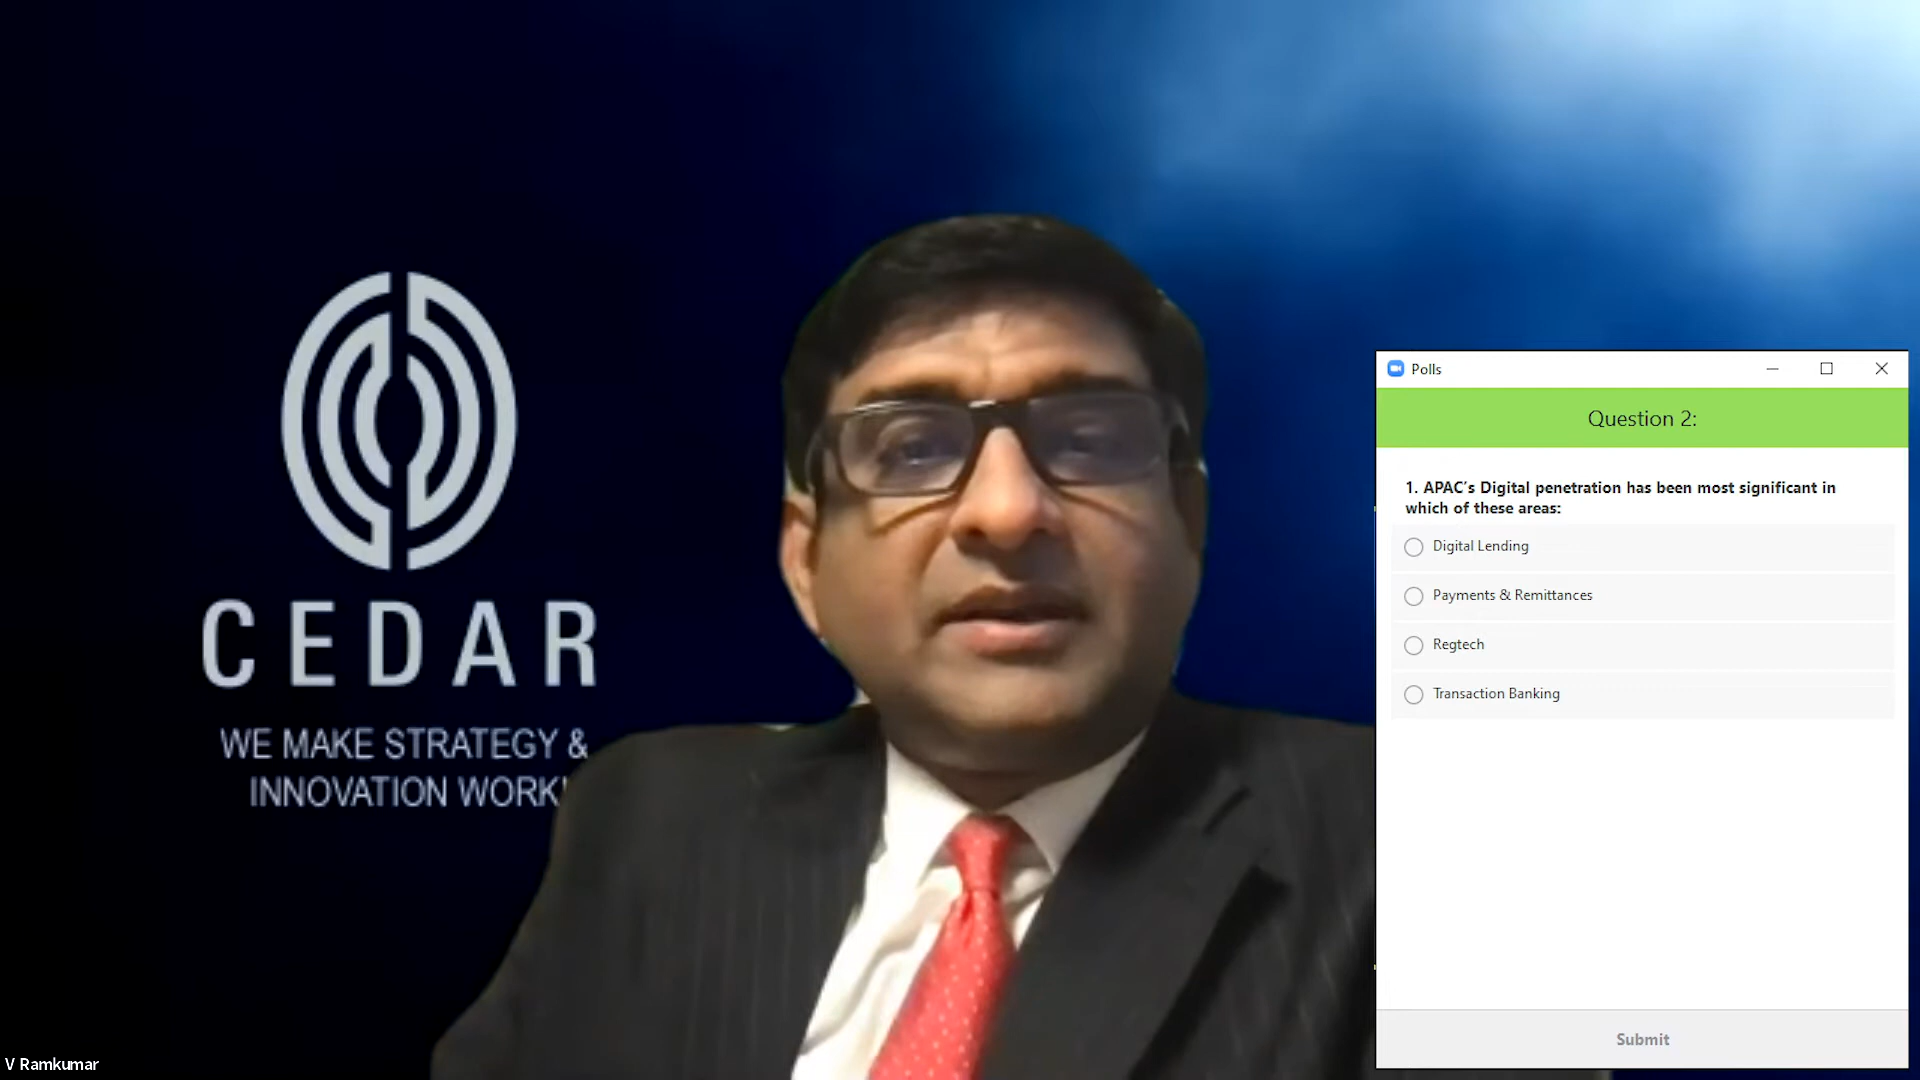 CEDAR
WE MAKE STRATEGY &
INNOVATION WORK!
V Ramkumar
Polls
Question 2:
1. APAC’s Digital penetration has been most significant in
which of these areas:
Digital Lending
Payments & Remittances
Regtech
Transaction Banking
Submit